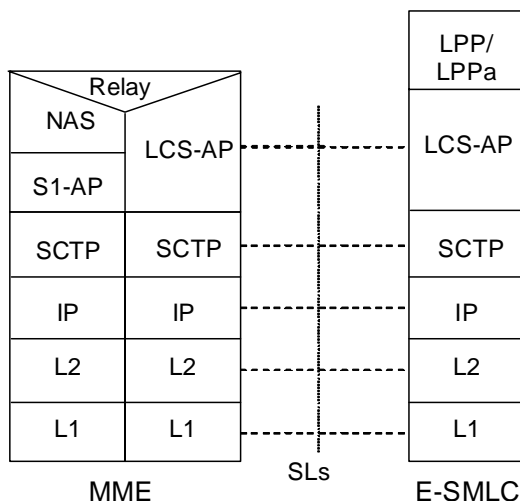 LPP/
LPPa
Relay
NAS
LCS-AP
LCS-AP
S1-AP
SCTP
SCTP
SCTP
IP
IP
IP
L2
L2
L2
L1
L1
L1
SLs
MME
E-SMLC